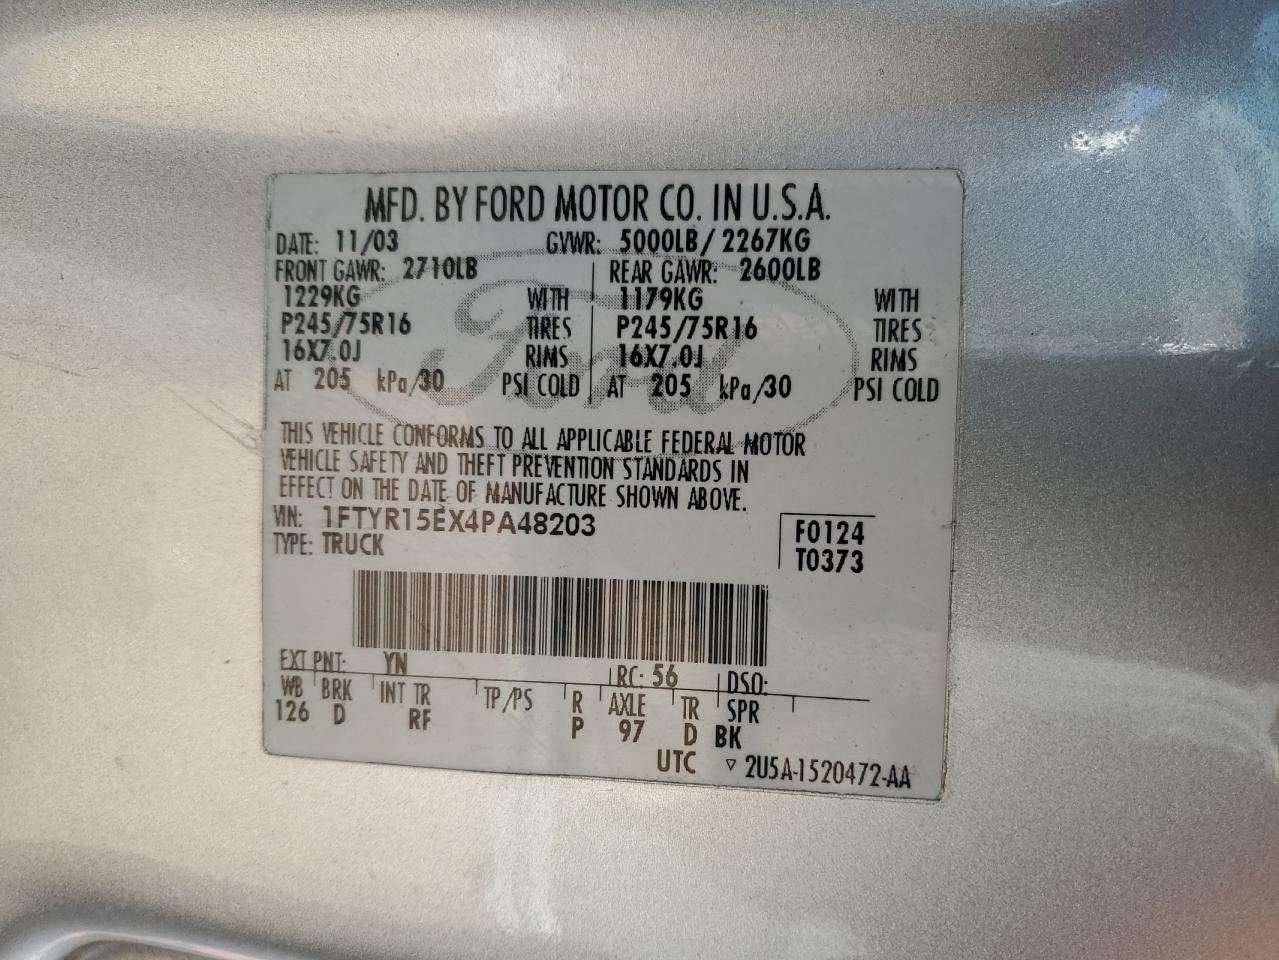 MFD. BY FORD MOTOR CO. IN U.S.A.
DATE: 11/03 GVWR: 5000LB/2267KG
FRONT GAWR: 2710LB REAR GAWR: 2600LB
1229KG WITH 1179KG WITH
P245/75R16 TIRES P245/75R16 TIRES
16X7.0J RIMS 16X7.0J RIMS
AT 205 kPa/30 PSI COLD AT 205 kPa/30 PSI COLD
Ford
THIS VEHICLE CONFORMS TO ALL APPLICABLE FEDERAL MOTOR
VEHICLE SAFETY AND THEFT PREVENTION STANDARDS IN
EFFECT ON THE DATE OF MANUFACTURE SHOWN ABOVE.
VIN: 1FTYR15EX4PA48203 F0124
TYPE: TRUCK T0373
EXT PNT: YN RC: 56 DSO:
WB BRK INT TR TP/PS R AXLE TR SPR
126 D RF P 97 D BK
UTC ▽ 2U5A-1520472-AA